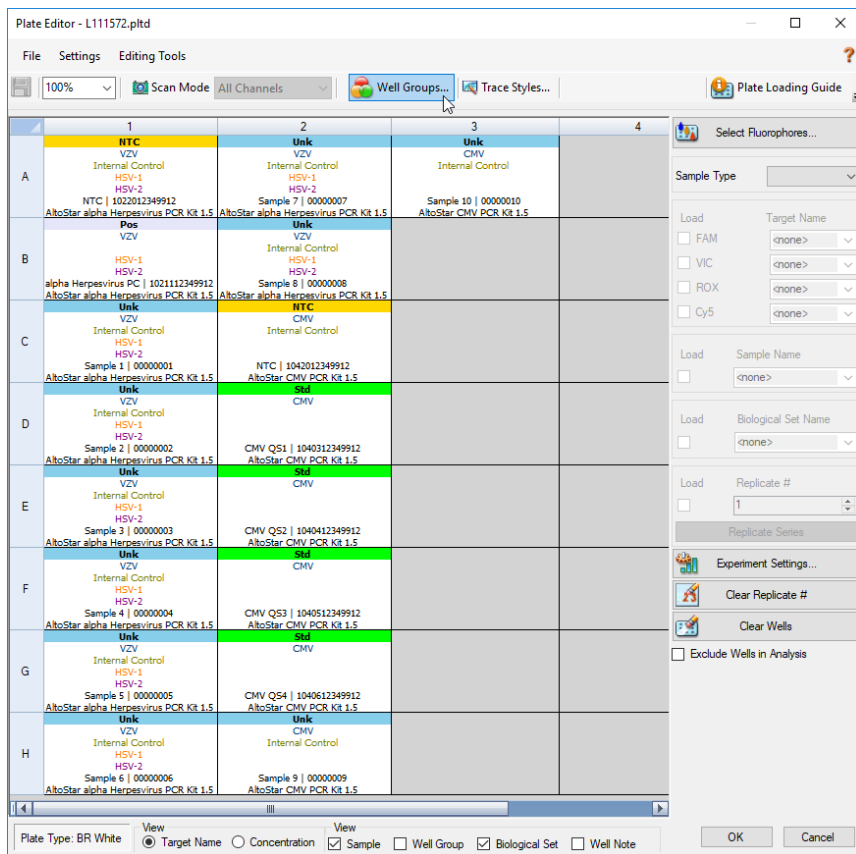 Plate Editor - L111572.pltd
File Settings Editing Tools
100% Scan Mode All Channels Well Groups... Trace Styles... Plate Loading Guide
1 2 3 4
A
NTC
VZV
Internal Control
HSV-1
HSV-2
NTC | 1022012349912
AltoStar alpha Herpesvirus PCR Kit 1.5
Unk
VZV
Internal Control
HSV-1
HSV-2
Sample 7 | 00000007
AltoStar alpha Herpesvirus PCR Kit 1.5
Unk
CMV
Internal Control
Sample 10 | 00000010
AltoStar CMV PCR Kit 1.5
B
Pos
VZV
HSV-1
HSV-2
alpha Herpesvirus PC | 1021112349912
AltoStar alpha Herpesvirus PCR Kit 1.5
Unk
VZV
Internal Control
HSV-1
HSV-2
Sample 8 | 00000008
AltoStar alpha Herpesvirus PCR Kit 1.5
C
Unk
VZV
Internal Control
HSV-1
HSV-2
Sample 1 | 00000001
AltoStar alpha Herpesvirus PCR Kit 1.5
NTC
CMV
Internal Control
NTC | 1042012349912
AltoStar CMV PCR Kit 1.5
D
Unk
VZV
Internal Control
HSV-1
HSV-2
Sample 2 | 00000002
AltoStar alpha Herpesvirus PCR Kit 1.5
Std
CMV
CMV QS1 | 1040312349912
AltoStar CMV PCR Kit 1.5
E
Unk
VZV
Internal Control
HSV-1
HSV-2
Sample 3 | 00000003
AltoStar alpha Herpesvirus PCR Kit 1.5
Std
CMV
CMV QS2 | 1040412349912
AltoStar CMV PCR Kit 1.5
F
Unk
VZV
Internal Control
HSV-1
HSV-2
Sample 4 | 00000004
AltoStar alpha Herpesvirus PCR Kit 1.5
Std
CMV
CMV QS3 | 1040512349912
AltoStar CMV PCR Kit 1.5
G
Unk
VZV
Internal Control
HSV-1
HSV-2
Sample 5 | 00000005
AltoStar alpha Herpesvirus PCR Kit 1.5
Std
CMV
CMV QS4 | 1040612349912
AltoStar CMV PCR Kit 1.5
H
Unk
VZV
Internal Control
HSV-1
HSV-2
Sample 6 | 00000006
AltoStar alpha Herpesvirus PCR Kit 1.5
Unk
CMV
Internal Control
Sample 9 | 00000009
AltoStar CMV PCR Kit 1.5
Select Fluorophores...
Sample Type
Load Target Name
FAM <none>
VIC <none>
ROX <none>
Cy5 <none>
Load Sample Name
<none>
Load Biological Set Name
<none>
Load Replicate #
1
Replicate Series
Experiment Settings...
Clear Replicate #
Clear Wells
Exclude Wells in Analysis
Plate Type: BR White
View
Target Name Concentration
View
Sample Well Group Biological Set Well Note
OK Cancel